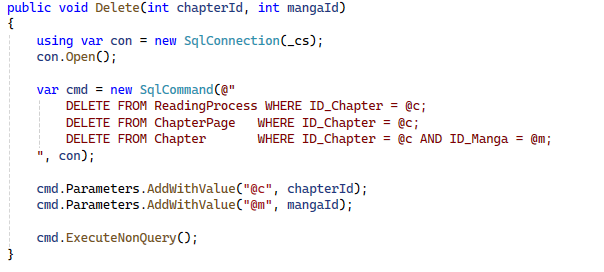 public void Delete(int chapterId, int mangaId)
{
    using var con = new SqlConnection(_cs);
    con.Open();

    var cmd = new SqlCommand(@"
        DELETE FROM ReadingProcess WHERE ID_Chapter = @c;
        DELETE FROM ChapterPage   WHERE ID_Chapter = @c;
        DELETE FROM Chapter       WHERE ID_Chapter = @c AND ID_Manga = @m;
    ", con);

    cmd.Parameters.AddWithValue("@c", chapterId);
    cmd.Parameters.AddWithValue("@m", mangaId);

    cmd.ExecuteNonQuery();
}